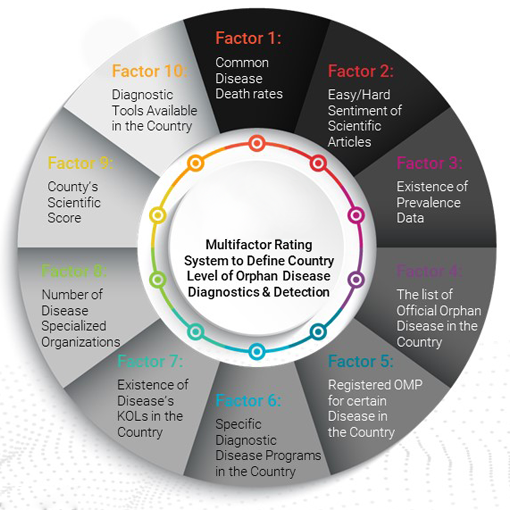 Factor 1:
Common
Disease
Death rates
Factor 2:
Easy/Hard
Sentiment of
Scientific
Articles
Factor 3:
Existence of
Prevalence
Data
Factor 4:
The list of
Official Orphan
Disease in the
Country
Factor 5:
Registered OMP
for certain
Disease in
the Country
Factor 6:
Specific
Diagnostic
Disease Programs
in the Country
Factor 7:
Existence of
Disease's
KOLs in the
Country
Factor 8:
Number of
Disease
Specialized
Organizations
Factor 9:
County's
Scientific
Score
Factor 10:
Diagnostic
Tools Available
in the Country
Multifactor Rating
System to Define Country
Level of Orphan Disease
Diagnostics & Detection